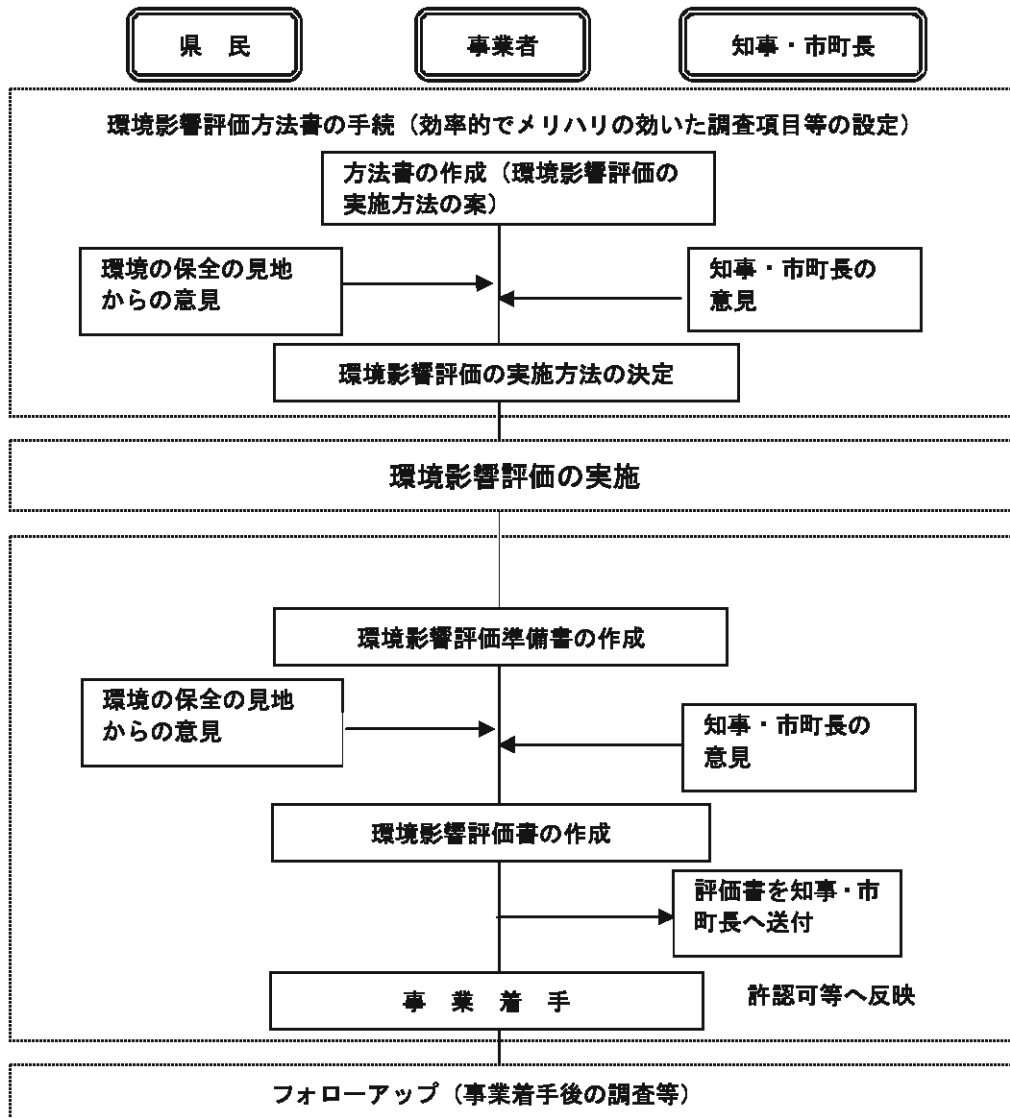 県 民
事業者
知事・市町長
環境影響評価方法書の手続（効率的でメリハリの効いた調査項目等の設定）
方法書の作成（環境影響評価の
実施方法の案）
環境の保全の見地
からの意見
知事・市町長の
意見
環境影響評価の実施方法の決定
環境影響評価の実施
環境影響評価準備書の作成
環境の保全の見地
からの意見
知事・市町長の
意見
環境影響評価書の作成
評価書を知事・市
町長へ送付
事 業 着 手
許認可等へ反映
フォローアップ（事業着手後の調査等）